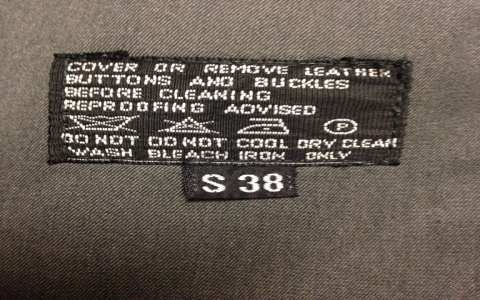 COVER OR REMOVE LEATHER
BUTTONS AND BUCKLES
BEFORE CLEANING
REPROOFING ADVISED
P
DO NOT DO NOT COOL DRY CLEAN
WASH BLEACH IRON ONLY
S 38